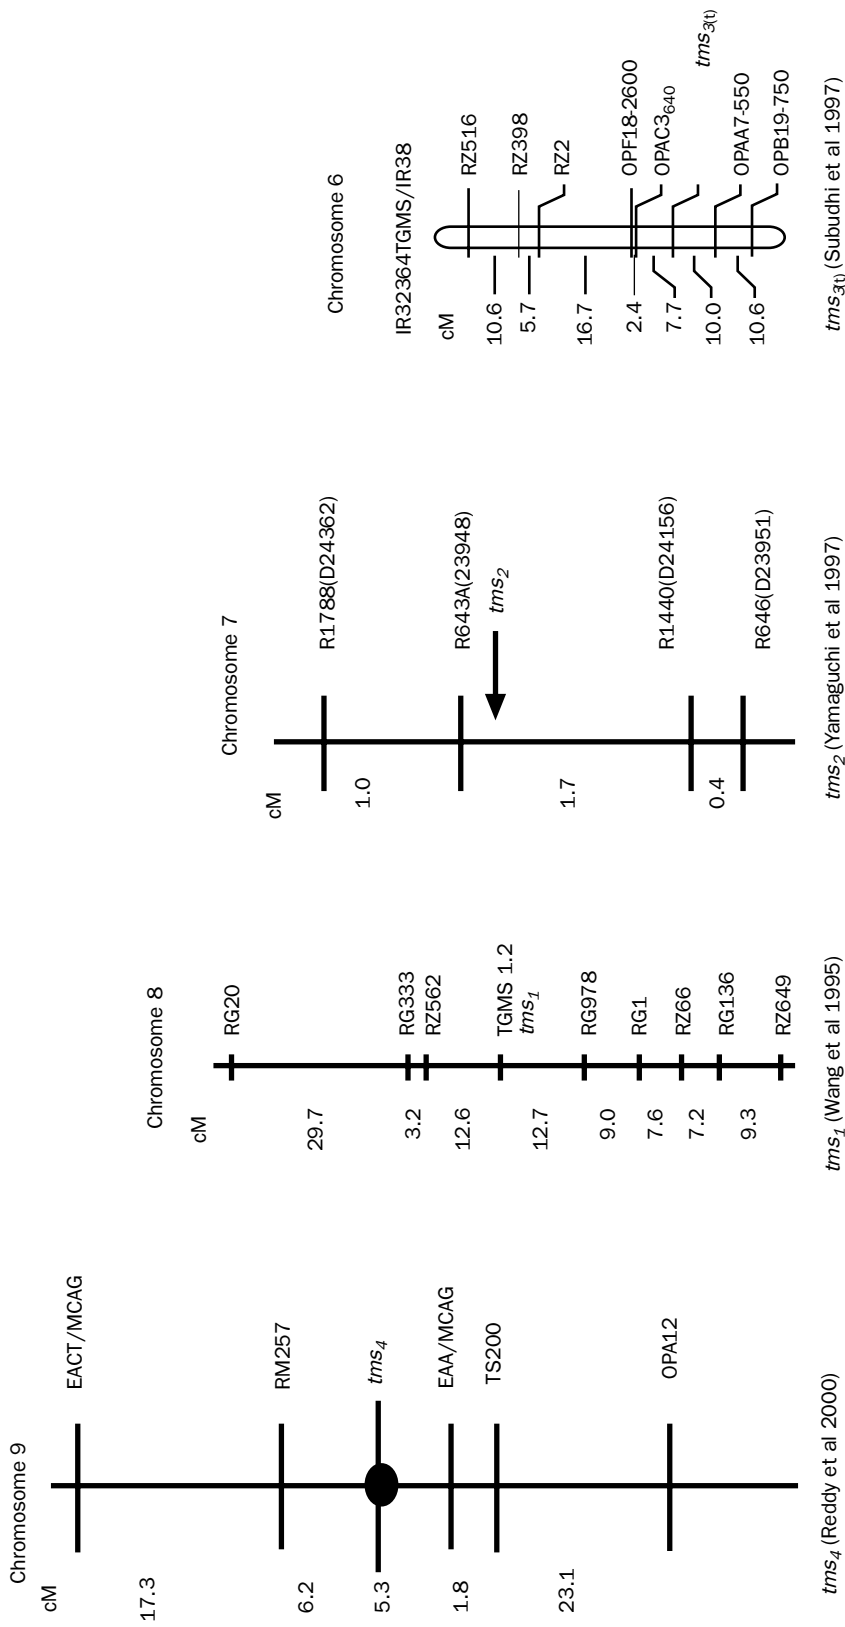 Chromosome 9
cM
EACT/MCAG
17.3
RM257
6.2
tms4
5.3
EAA/MCAG
1.8
TS200
23.1
OPA12
tms4 (Reddy et al 2000)
Chromosome 8
cM
RG20
29.7
RG333
3.2
RZ562
12.6
TGMS 1.2
tms1
12.7
RG978
9.0
RG1
7.6
RZ66
7.2
RG136
9.3
RZ649
tms1 (Wang et al 1995)
Chromosome 7
cM
R1788(D24362)
1.0
R643A(23948)
tms2
1.7
R1440(D24156)
0.4
R646(D23951)
tms2 (Yamaguchi et al 1997)
Chromosome 6
IR32364TGMS/IR38
cM
RZ516
10.6
RZ398
5.7
RZ2
16.7
OPF18-2600
2.4
OPAC3640
7.7
tms3(t)
10.0
OPAA7-550
10.6
OPB19-750
tms3(t) (Subudhi et al 1997)